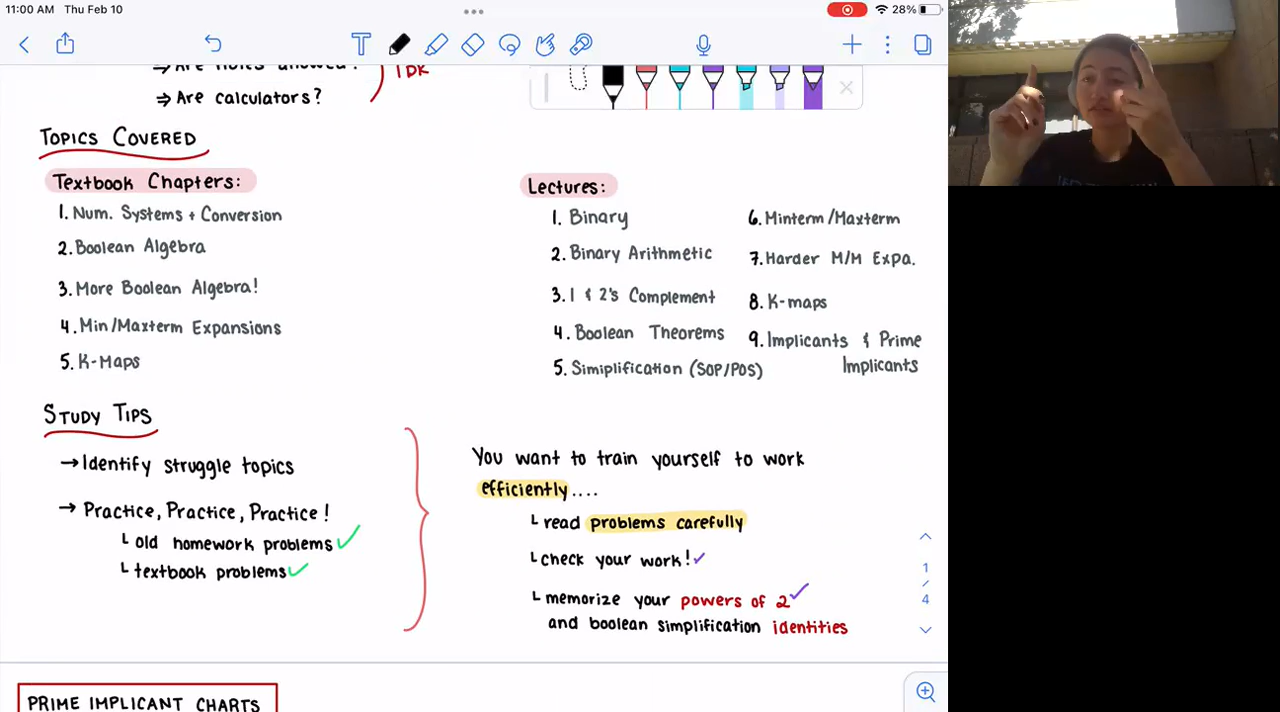 11:00 AM Thu Feb 10
28%
⇒ Are notes allowed?
IDK
⇒ Are calculators?
TOPICS COVERED
Textbook Chapters:
1. Num. Systems + Conversion
2. Boolean Algebra
3. More Boolean Algebra!
4. Min/Maxterm Expansions
5. K-Maps
Lectures:
1. Binary
2. Binary Arithmetic
3. 1 & 2's Complement
4. Boolean Theorems
5. Simiplification (SOP/POS)
6. Minterm/Maxterm
7. Harder M/M Expa.
8. K-maps
9. Implicants & Prime
Implicants
STUDY TIPS
→ Identify struggle topics
→ Practice, Practice, Practice!
└ old homework problems ✓
└ textbook problems ✓
You want to train yourself to work
efficiently....
└ read problems carefully
└ check your work! ✓
└ memorize your powers of 2 ✓
and boolean simplification identities
1
/
4
PRIME IMPLICANT CHARTS